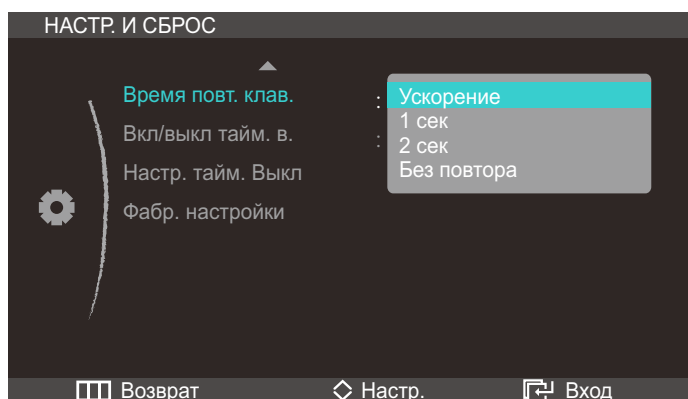 НАСТР. И СБРОС
Время повт. клав. : Ускорение
1 сек
Вкл/выкл тайм. в. : 2 сек
Без повтора
Настр. тайм. Выкл
Фабр. настройки
Возврат Настр. Вход